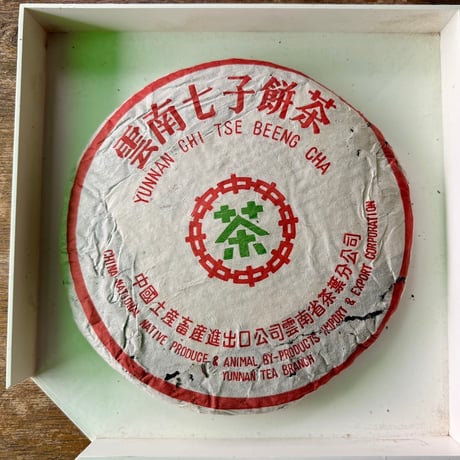 雲南七子餅茶
YUNNAN CHI TSE BEENG CHA
茶
中國土產畜產進出口公司雲南省茶葉分公司
CHINA NATIONAL NATIVE PRODUCE & ANIMAL BY-PRODUCTS IMPORT & EXPORT CORPORATION
YUNNAN TEA BRANCH